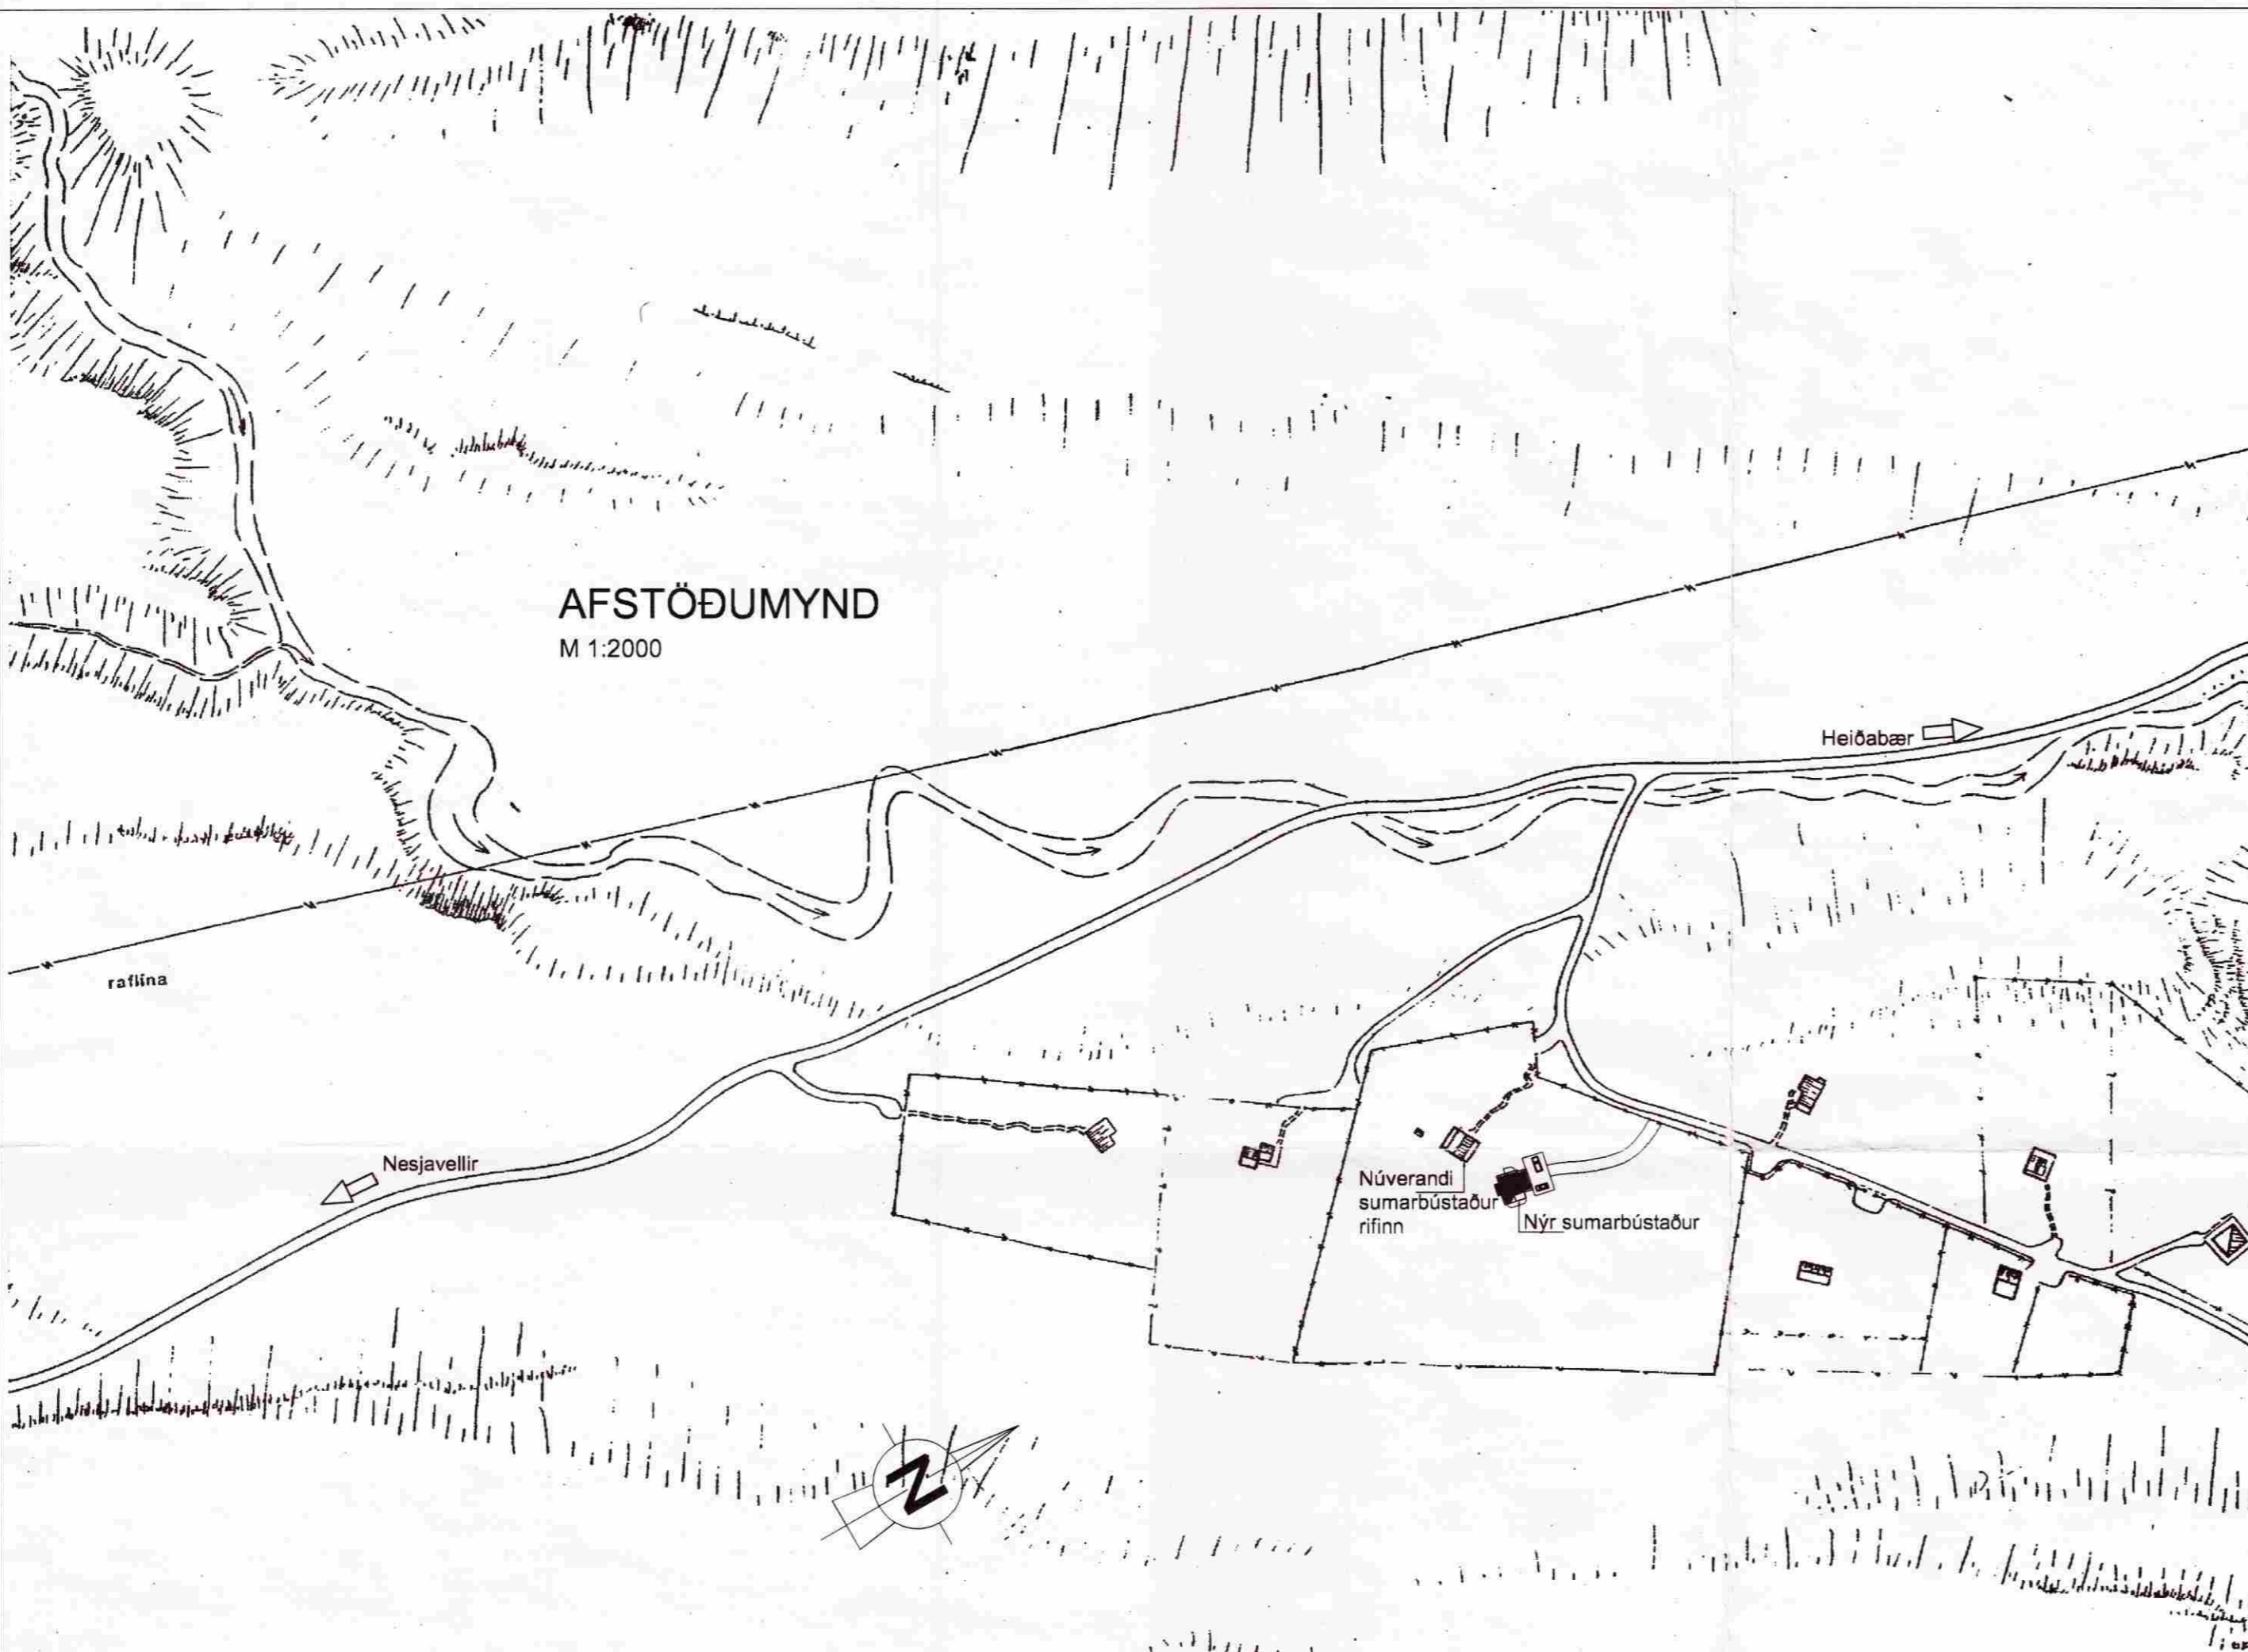 AFSTÖÐUMYND
M 1:2000
Heiðabær
raflína
Nesjavellir
Núverandi
sumarbústaður
rifinn
Nýr sumarbústaður
N